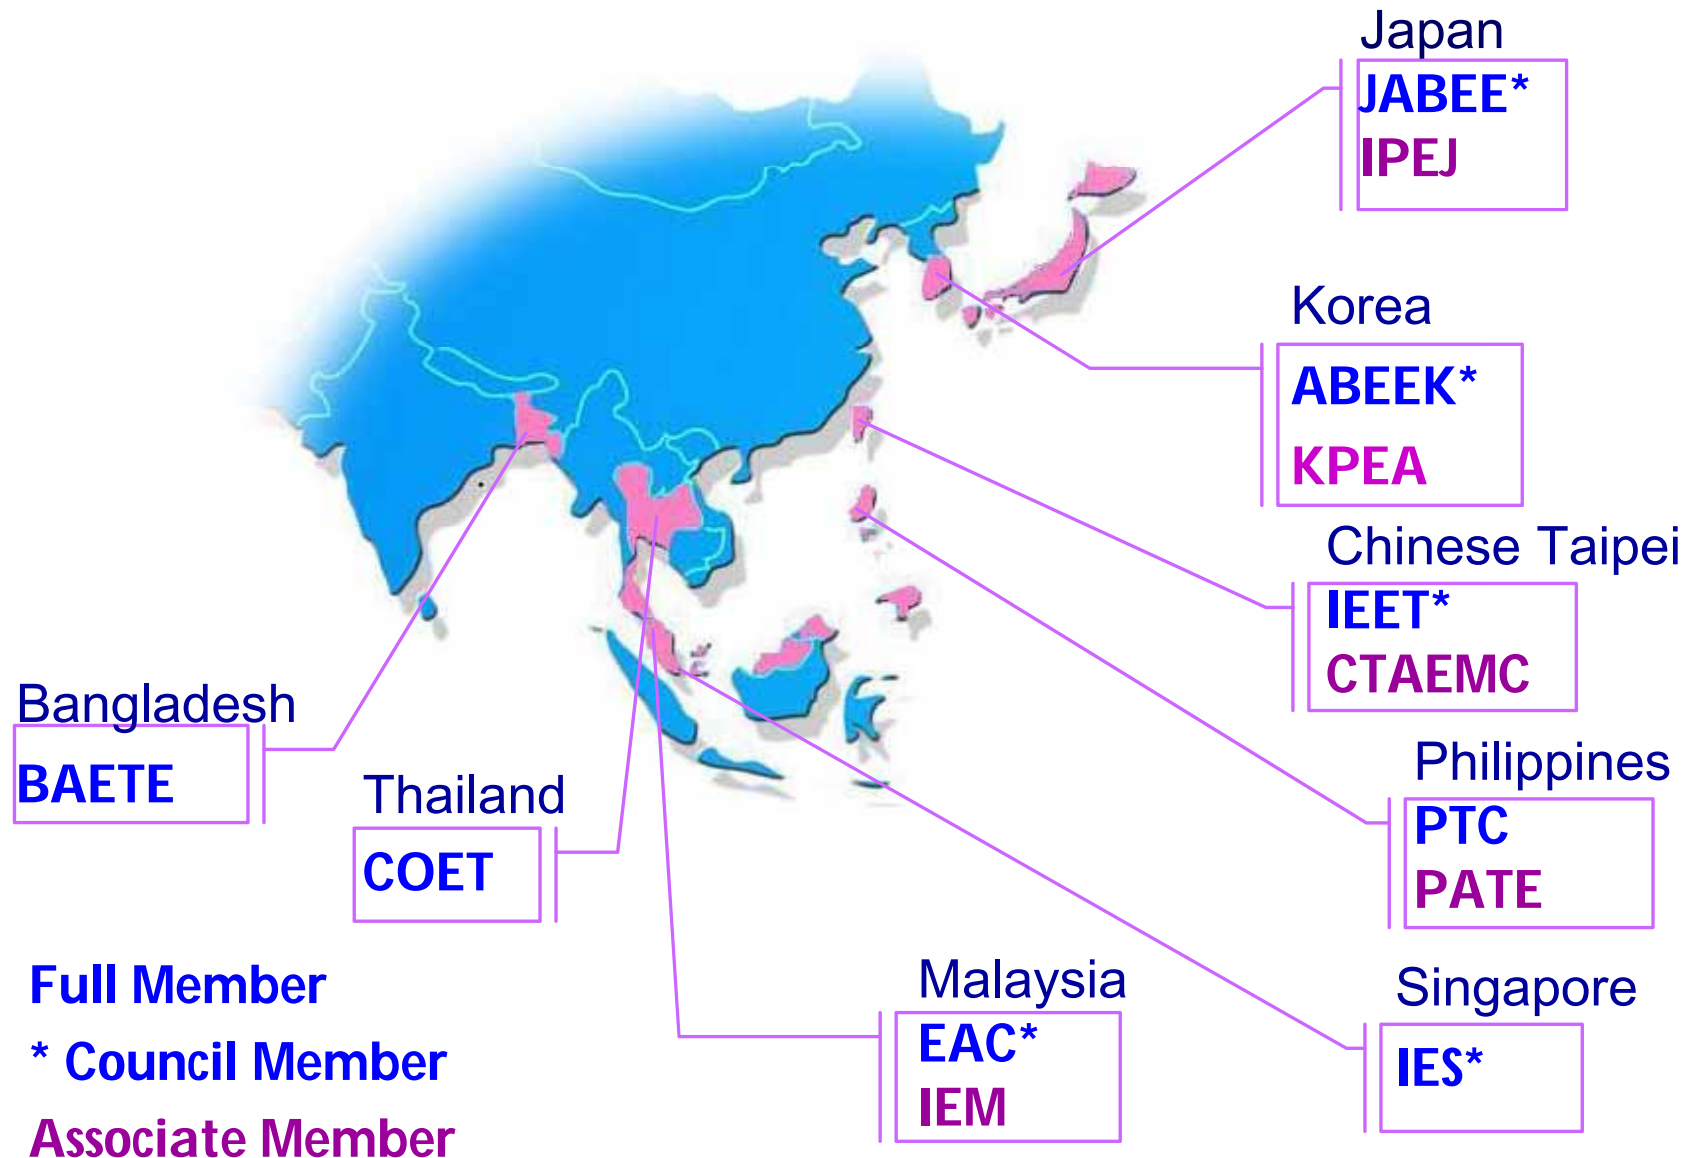 Japan
JABEE*
IPEJ
Korea
ABEEK*
KPEA
Chinese Taipei
IEET*
CTAEMC
Bangladesh
BAETE
Thailand
COET
Philippines
PTC
PATE
Malaysia
EAC*
IEM
Singapore
IES*
Full Member
* Council Member
Associate Member